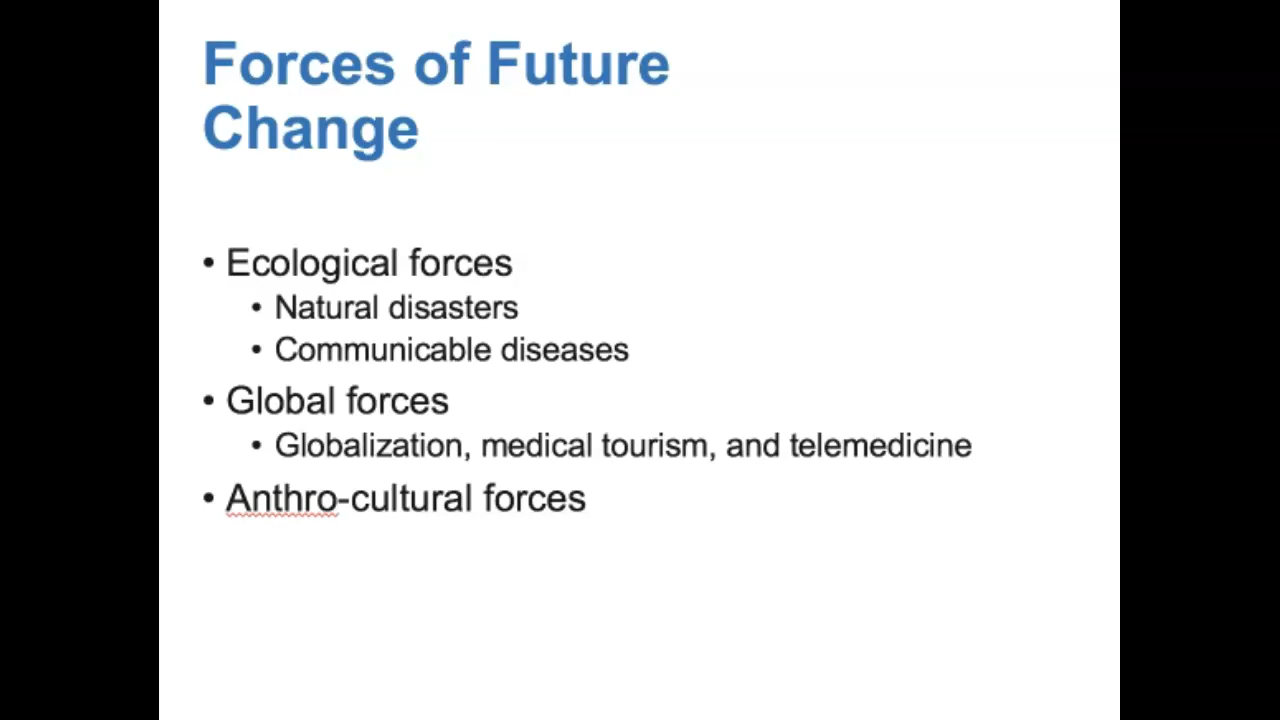 Forces of Future
Change
• Ecological forces
• Natural disasters
• Communicable diseases
• Global forces
• Globalization, medical tourism, and telemedicine
• Anthro-cultural forces